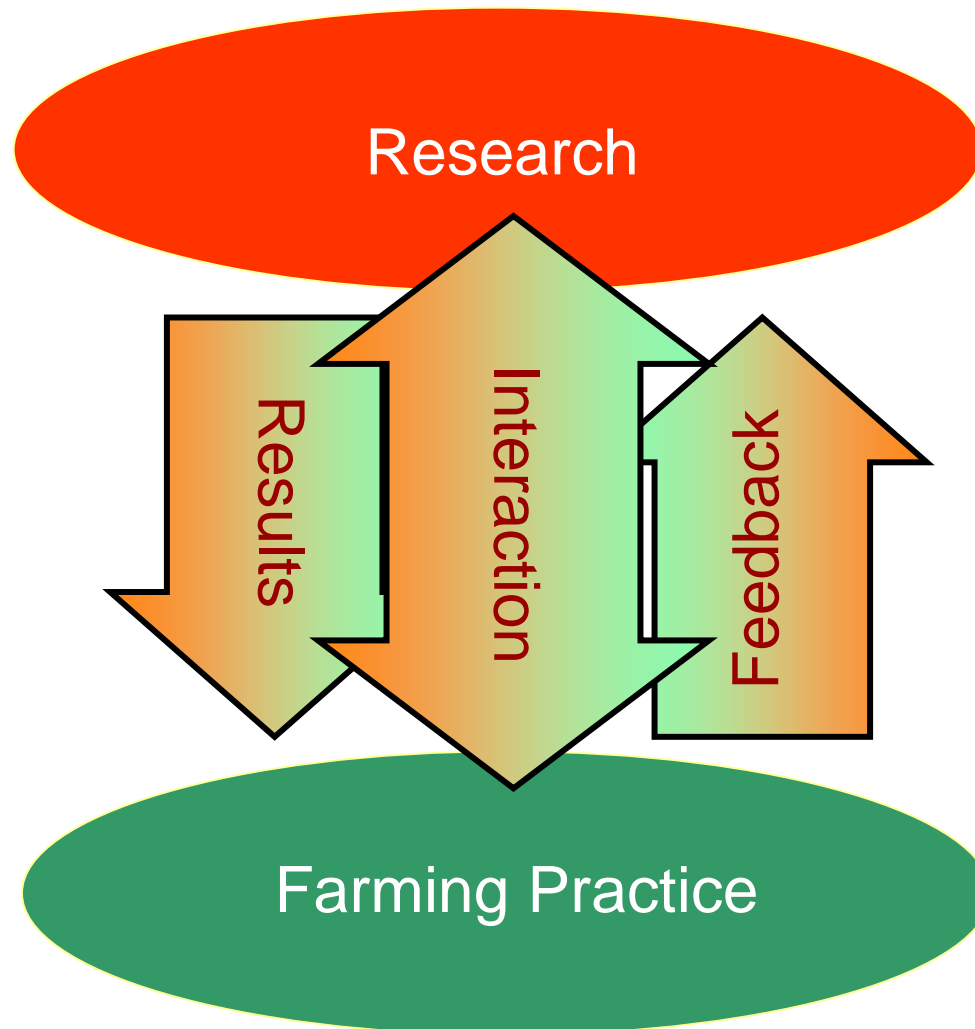 Research
Results
Interaction
Feedback
Farming Practice